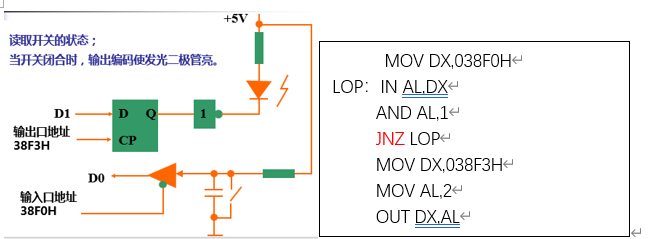 读取开关的状态；
当开关闭合时，输出编码使发光二极管亮。
+5V
D1
D Q
1
输出口地址
38F3H
CP
D0
输入口地址
38F0H
MOV DX,038F0H↵
LOP： IN AL,DX↵
AND AL,1↵
JNZ LOP↵
MOV DX,038F3H↵
MOV AL,2↵
OUT DX,AL↵